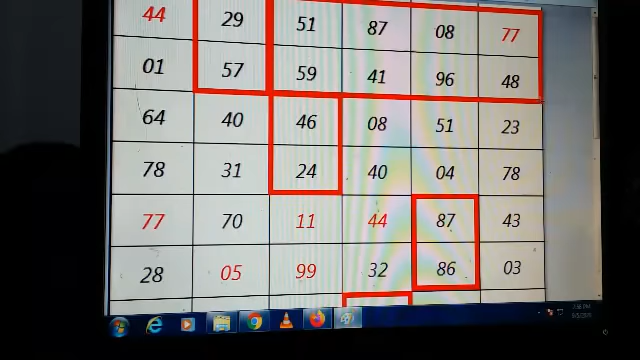 44 29 51 87 08 77
01 57 59 41 96 48
64 40 46 08 51 23
78 31 24 40 04 78
77 70 11 44 87 43
28 05 99 32 86 03